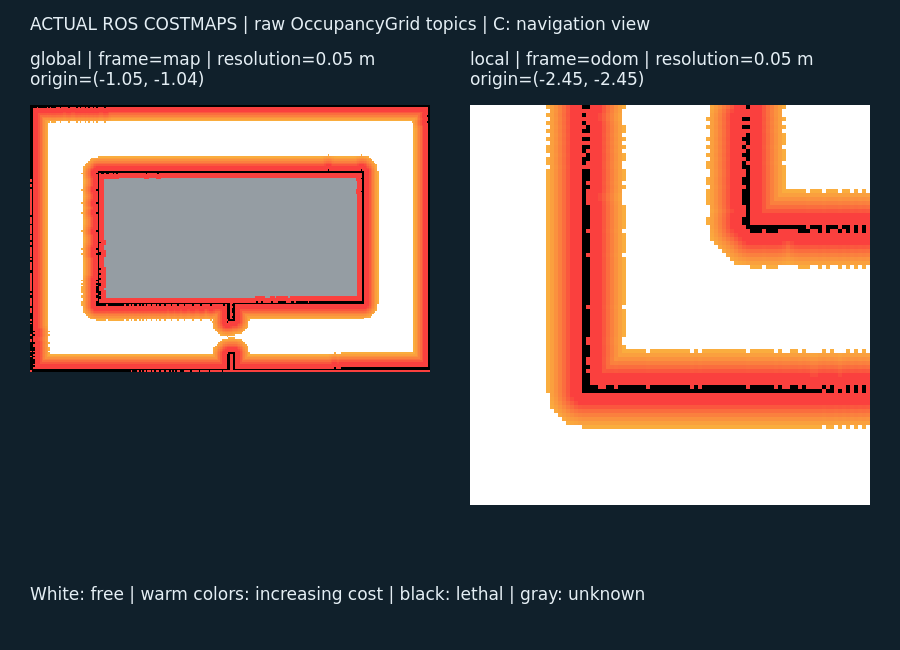 ACTUAL ROS COSTMAPS | raw OccupancyGrid topics | C: navigation view
global | frame=map | resolution=0.05 m
origin=(-1.05, -1.04)
local | frame=odom | resolution=0.05 m
origin=(-2.45, -2.45)
White: free | warm colors: increasing cost | black: lethal | gray: unknown